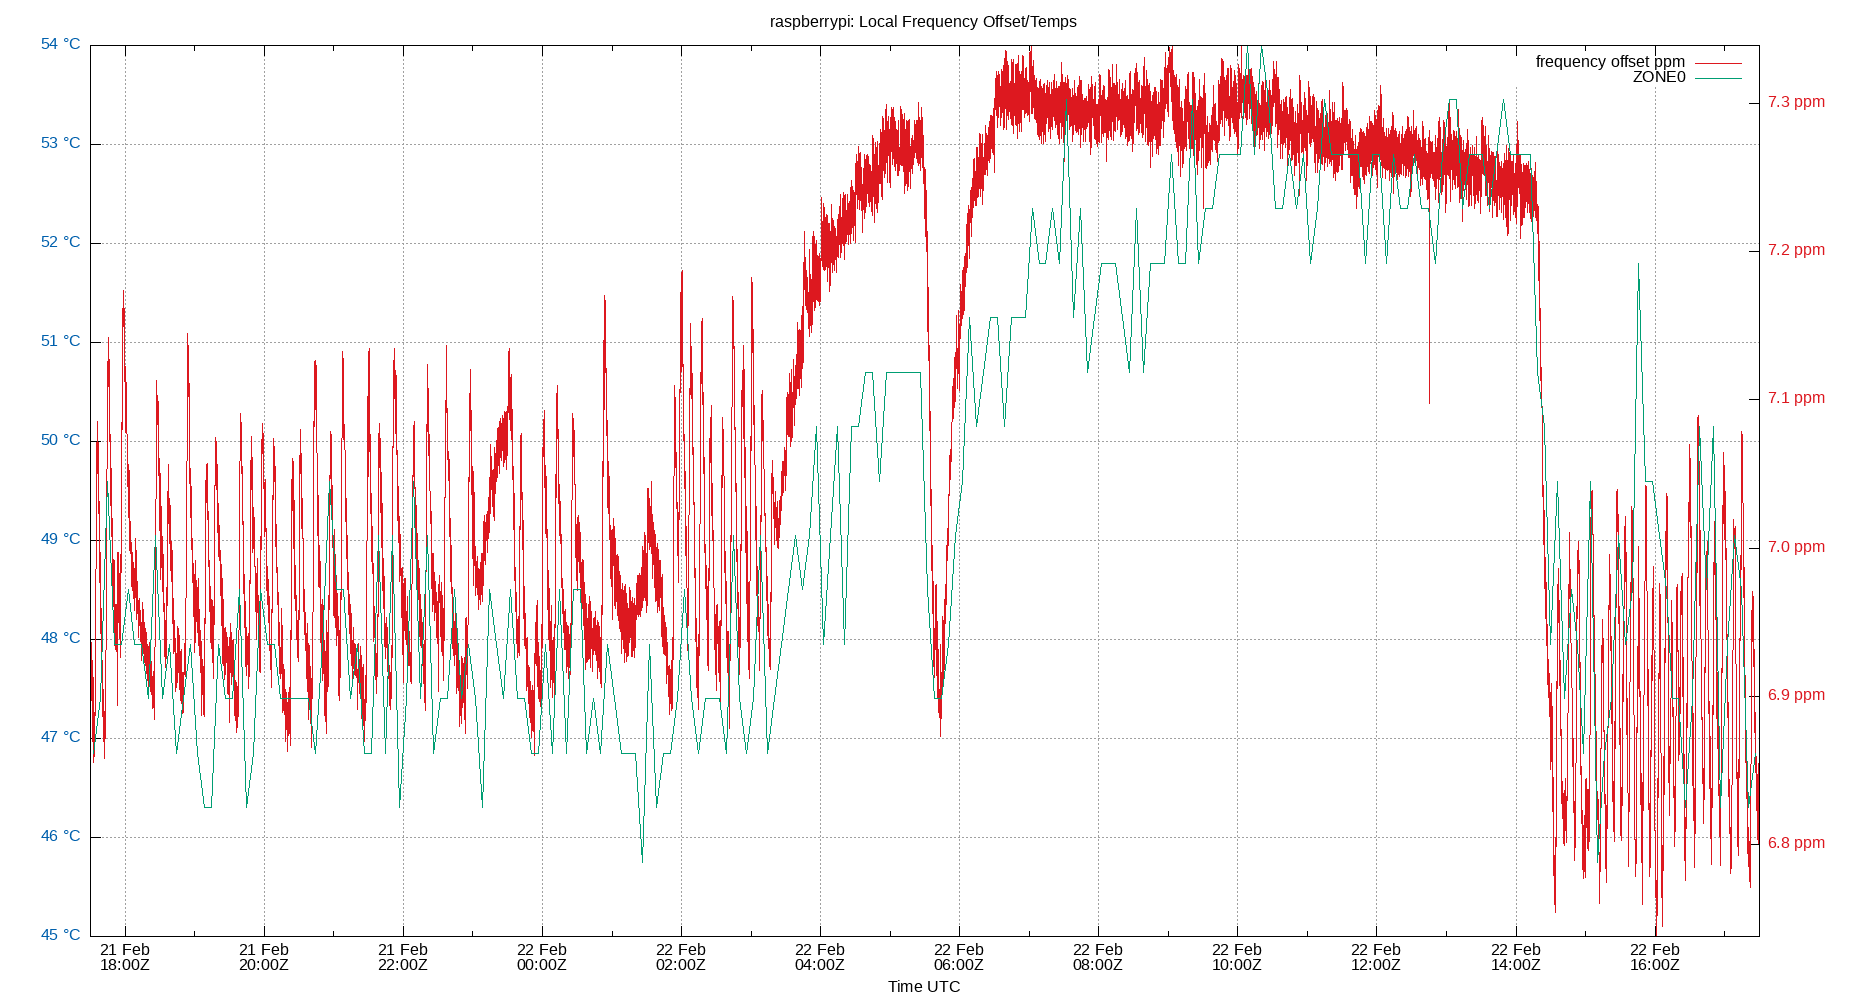 raspberrypi: Local Frequency Offset/Temps
54 °C
53 °C
52 °C
51 °C
50 °C
49 °C
48 °C
47 °C
46 °C
45 °C
frequency offset ppm
ZONE0
7.3 ppm
7.2 ppm
7.1 ppm
7.0 ppm
6.9 ppm
6.8 ppm
21 Feb
18:00Z
21 Feb
20:00Z
21 Feb
22:00Z
22 Feb
00:00Z
22 Feb
02:00Z
22 Feb
04:00Z
22 Feb
06:00Z
22 Feb
08:00Z
22 Feb
10:00Z
22 Feb
12:00Z
22 Feb
14:00Z
22 Feb
16:00Z
Time UTC